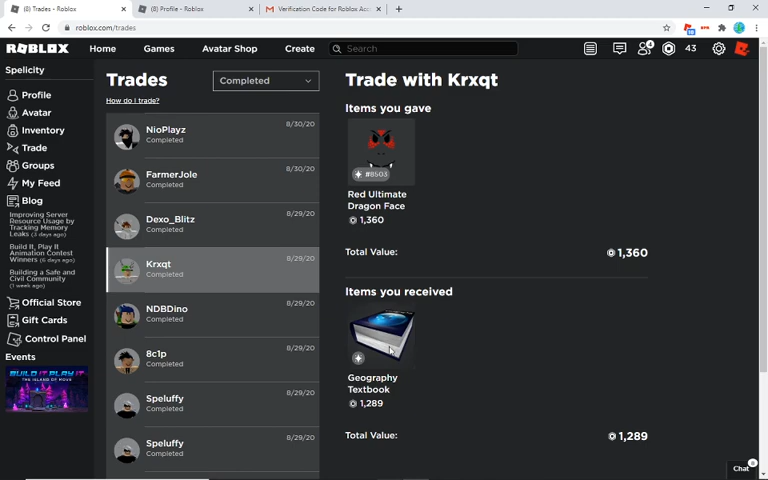 (8) Trades - Roblox
(8) Profile - Roblox
Verification Code for Roblox Acc
roblox.com/trades
ROBLOX
Home
Games
Avatar Shop
Create
Search
4
43
Spelicity
Profile
Avatar
Inventory
Trade
Groups
My Feed
Blog
Improving Server
Resource Usage by
Tracking Memory
Leaks (3 days ago)
Build It, Play It
Animation Contest
Winners (6 days ago)
Building a Safe and
Civil Community
(1 week ago)
Official Store
Gift Cards
Control Panel
Events
BUILD IT PLAY IT
THE ISLAND OF MOVE
Trades
Completed
How do I trade?
NioPlayz
8/30/20
Completed
FarmerJole
8/30/20
Completed
Dexo_Blitz
8/29/20
Completed
Krxqt
8/29/20
Completed
NDBDino
8/29/20
Completed
8c1p
8/29/20
Completed
Speluffy
8/29/20
Completed
Speluffy
8/29/20
Completed
Trade with Krxqt
Items you gave
#8503
Red Ultimate
Dragon Face
1,360
Total Value:
1,360
Items you received
Geography
Textbook
1,289
Total Value:
1,289
Chat